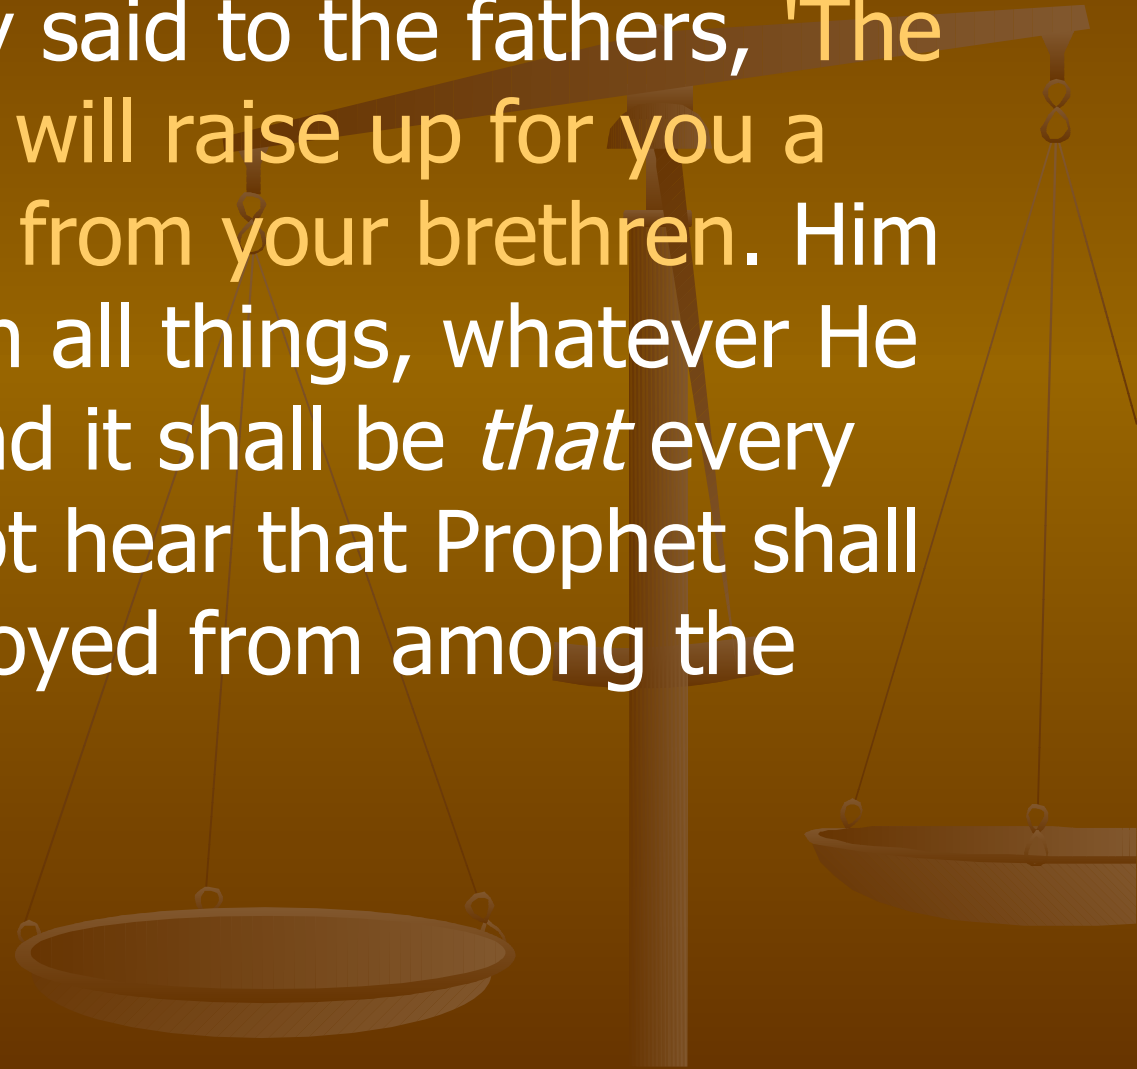 said to the fathers, 'The
will raise up for you a
from your brethren. Him
all things, whatever He
it shall be that every
hear that Prophet shall
from among the